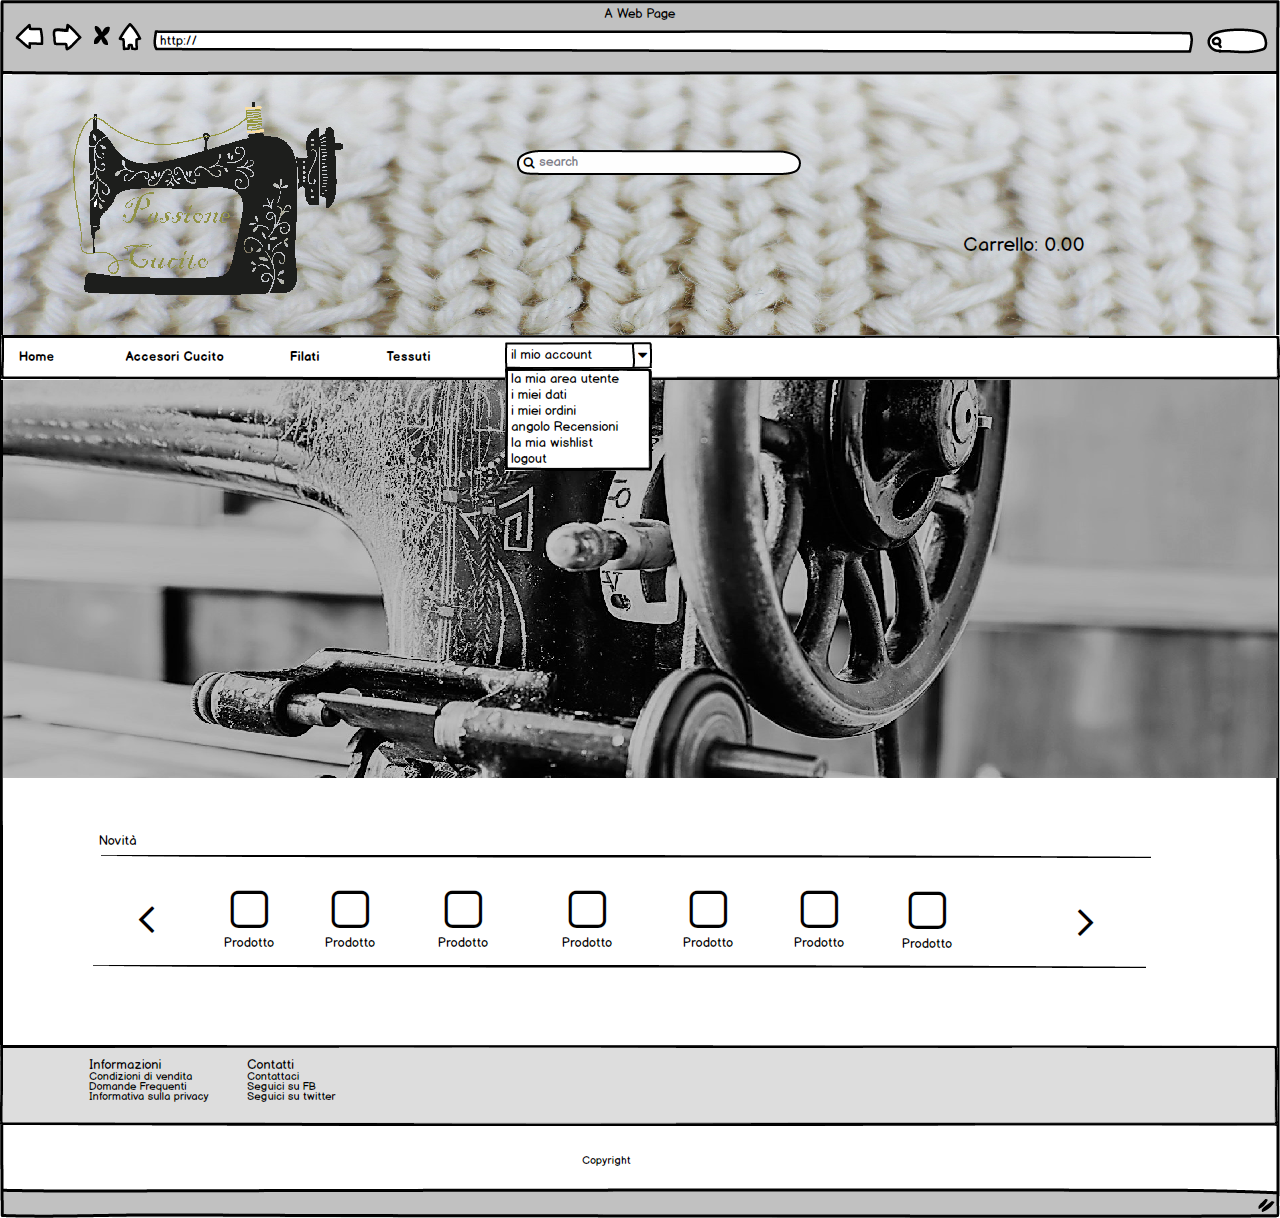 A Web Page
http://
search
Passione
Cucito
Carrello: 0.00
Home
Accesori Cucito
Filati
Tessuti
il mio account
la mia area utente
i miei dati
i miei ordini
angolo Recensioni
la mia wishlist
logout
Novità
Prodotto
Prodotto
Prodotto
Prodotto
Prodotto
Prodotto
Prodotto
Informazioni
Condizioni di vendita
Domande Frequenti
Informativa sulla privacy
Contatti
Contattaci
Seguici su FB
Seguici su twitter
Copyright